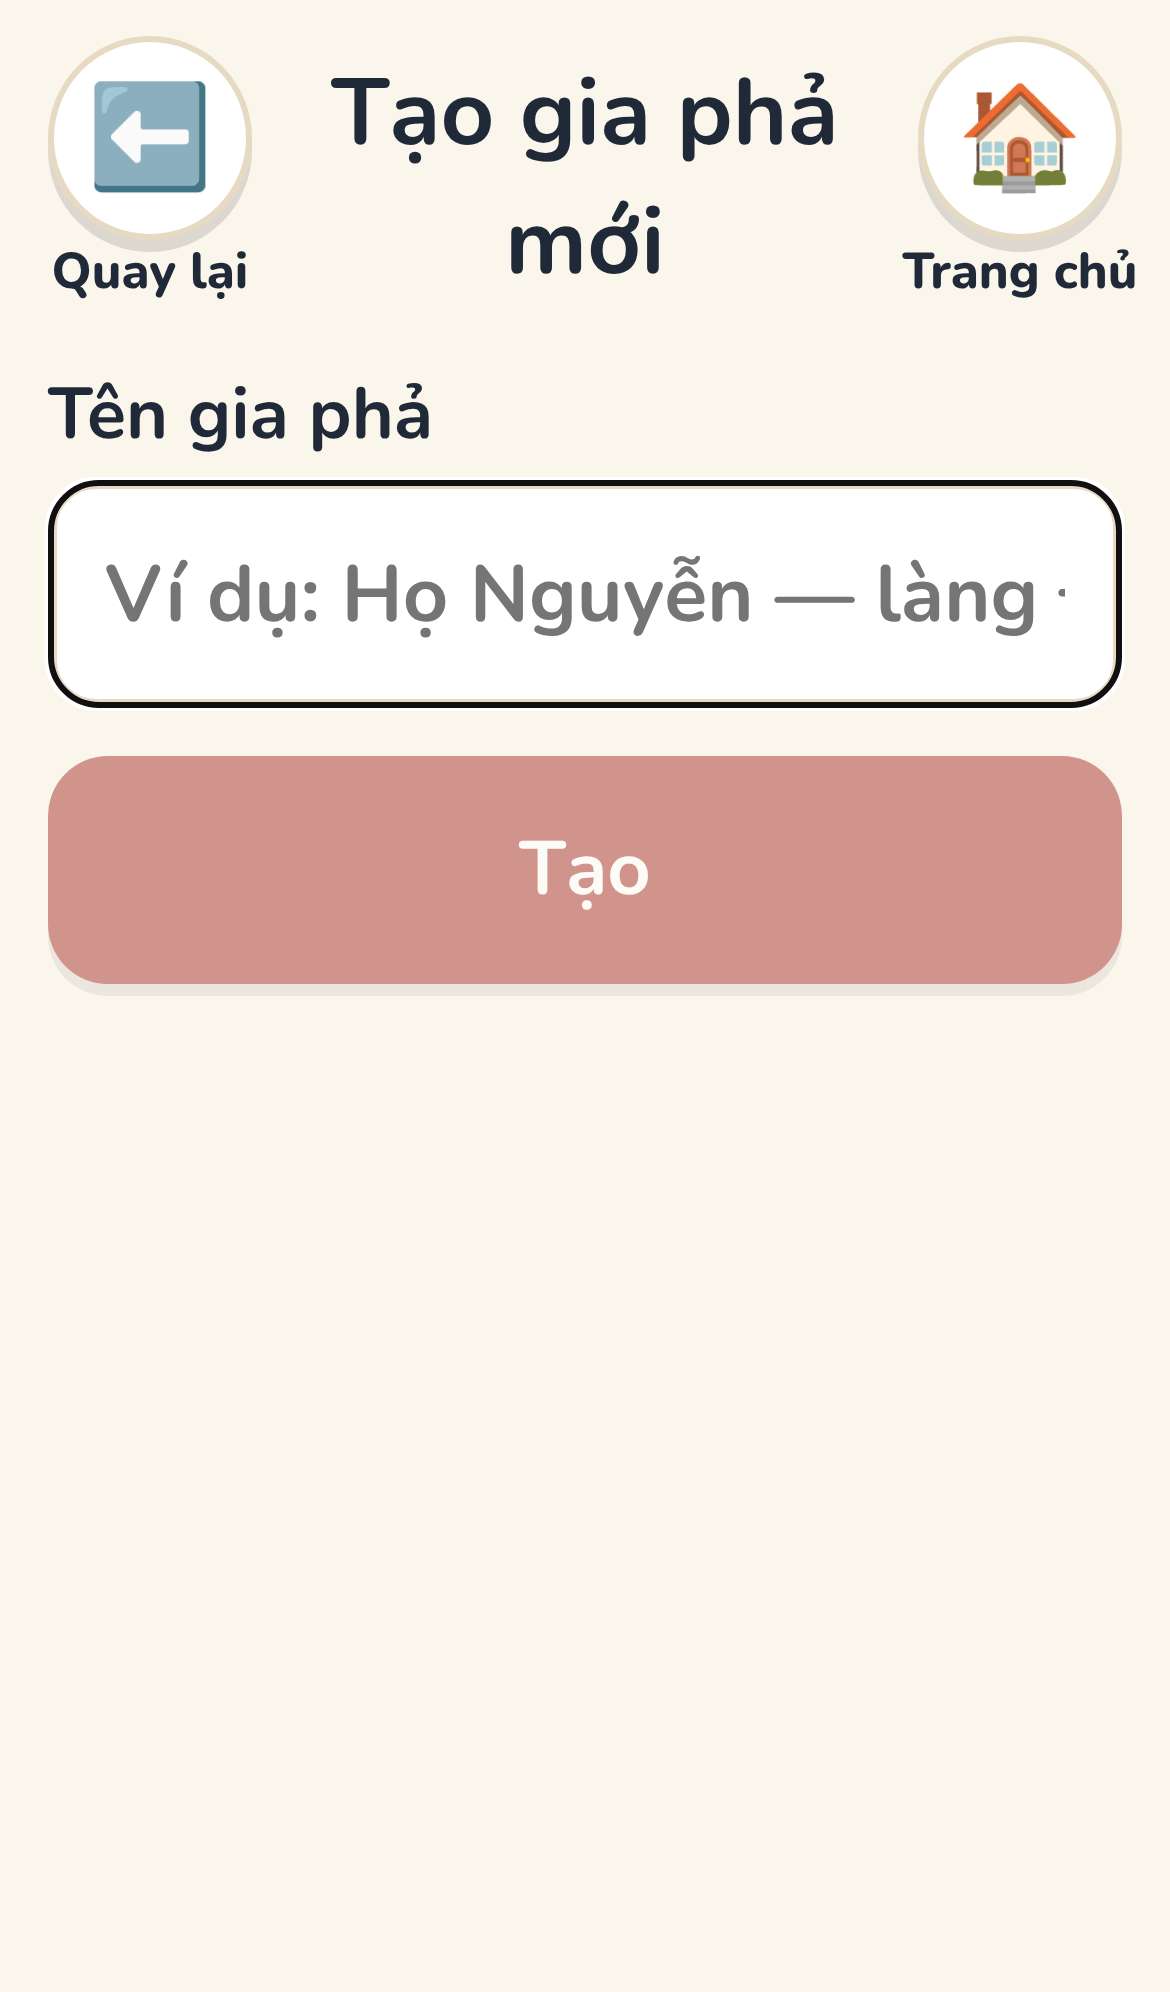 Tạo gia phả
mới
Quay lại
Trang chủ
Tên gia phả
Ví dụ: Họ Nguyễn — làng
Tạo